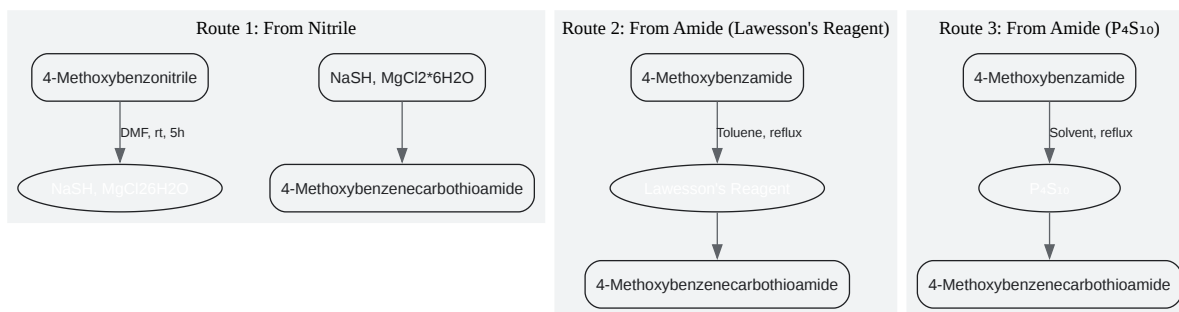 Route 1: From Nitrile
4-Methoxybenzonitrile
NaSH, MgCl2*6H2O
DMF, rt, 5h
NaSH, MgCl26H2O
4-Methoxybenzenecarbothioamide
Route 2: From Amide (Lawesson's Reagent)
4-Methoxybenzamide
Toluene, reflux
Lawesson's Reagent
4-Methoxybenzenecarbothioamide
Route 3: From Amide (P₄S₁₀)
4-Methoxybenzamide
Solvent, reflux
P₄S₁₀
4-Methoxybenzenecarbothioamide